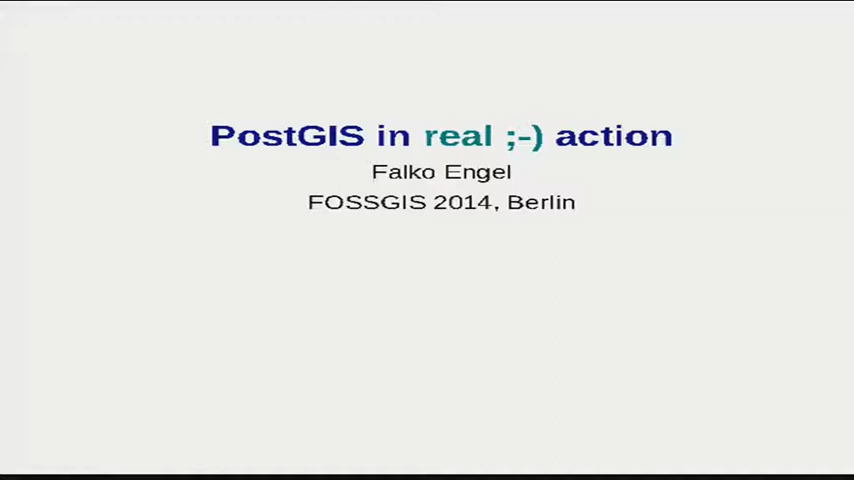 PostGIS in real ;-) action
Falko Engel
FOSSGIS 2014, Berlin